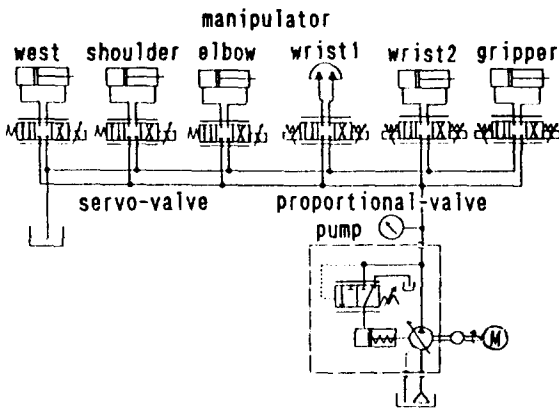 manipulator
west shoulder elbow wrist1 wrist2 gripper
servo-valve proportional-valve
pump
M